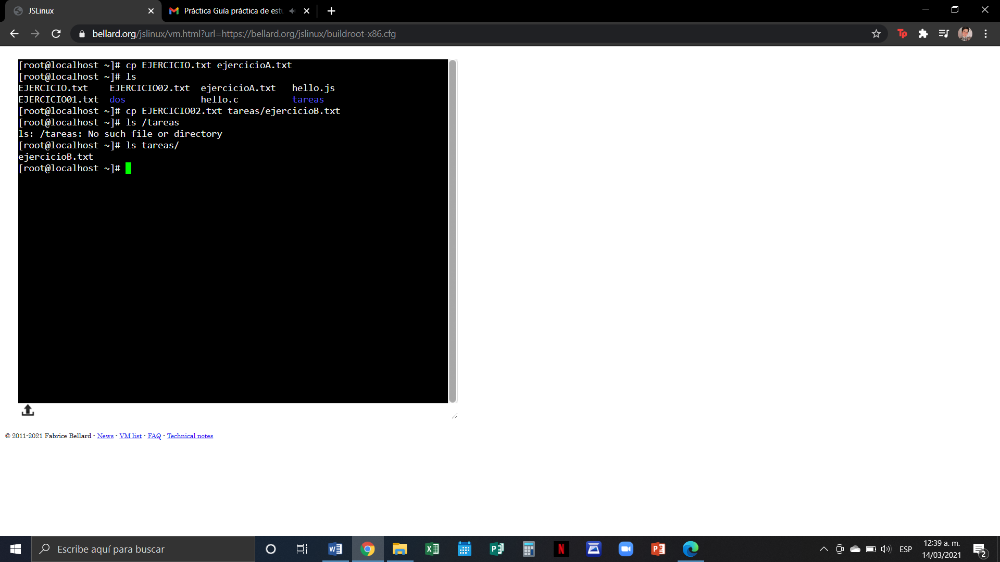 JSLinux
Práctica Guía práctica de estu
bellard.org/jslinux/vm.html?url=https://bellard.org/jslinux/buildroot-x86.cfg
Tp
[root@localhost ~]# cp EJERCICIO.txt ejercicioA.txt
[root@localhost ~]# ls
EJERCICIO.txt    EJERCICIO02.txt  ejercicioA.txt   hello.js
EJERCICIO01.txt  dos              hello.c          tareas
[root@localhost ~]# cp EJERCICIO02.txt tareas/ejercicioB.txt
[root@localhost ~]# ls /tareas
ls: /tareas: No such file or directory
[root@localhost ~]# ls tareas/
ejercicioB.txt
[root@localhost ~]#
© 2011-2021 Fabrice Bellard - News - VM list - FAQ - Technical notes
Escribe aquí para buscar
ESP
12:39 a. m.
14/03/2021
2